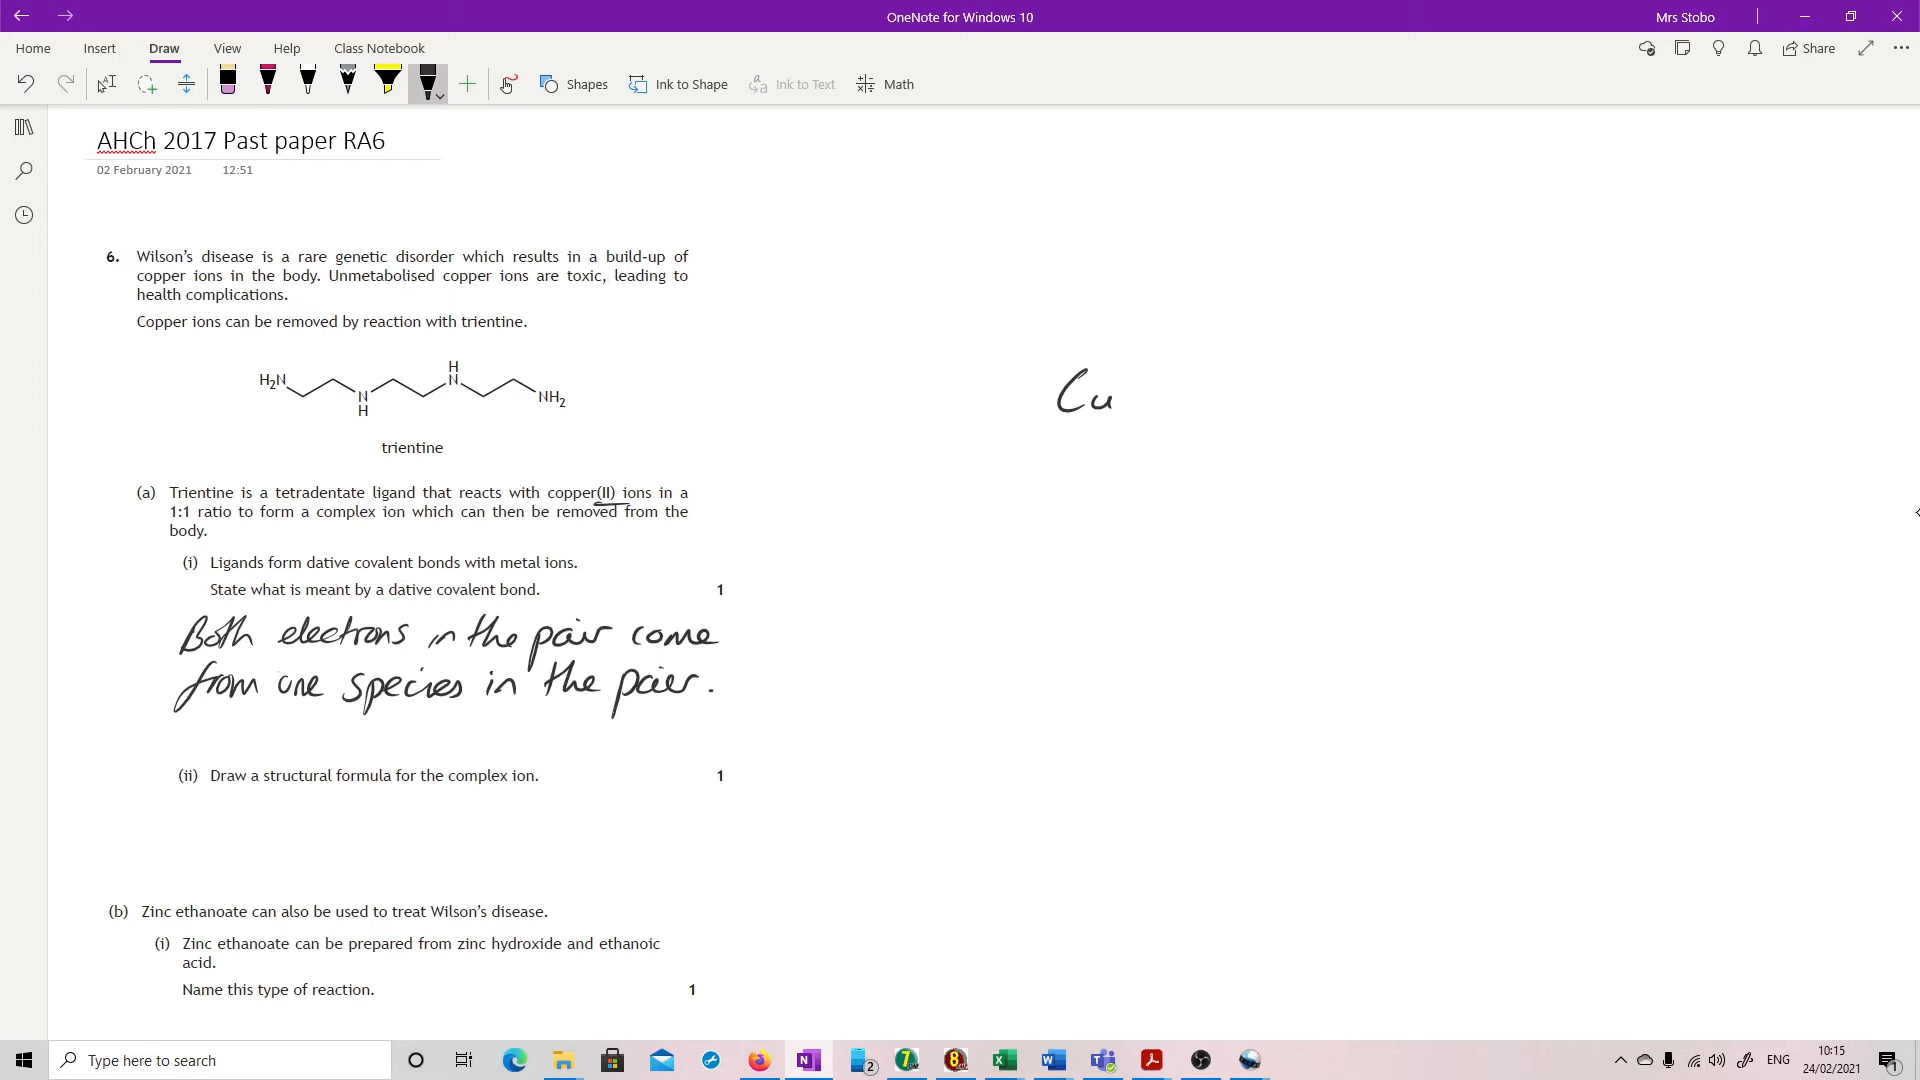 OneNote for Windows 10
Mrs Stobo
Home Insert Draw View Help Class Notebook
Share
Shapes Ink to Shape Ink to Text Math
AHCh 2017 Past paper RA6
02 February 2021 12:51
6. Wilson's disease is a rare genetic disorder which results in a build-up of
copper ions in the body. Unmetabolised copper ions are toxic, leading to
health complications.
Copper ions can be removed by reaction with trientine.
H
H₂N N
N NH₂
H
trientine
Cu
(a) Trientine is a tetradentate ligand that reacts with copper(II) ions in a
1:1 ratio to form a complex ion which can then be removed from the
body.
(i) Ligands form dative covalent bonds with metal ions.
State what is meant by a dative covalent bond. 1
Both electrons in the pair come
from one species in the pair.
(ii) Draw a structural formula for the complex ion. 1
(b) Zinc ethanoate can also be used to treat Wilson's disease.
(i) Zinc ethanoate can be prepared from zinc hydroxide and ethanoic
acid.
Name this type of reaction. 1
Type here to search
2
7
8
ENG
10:15
24/02/2021
1